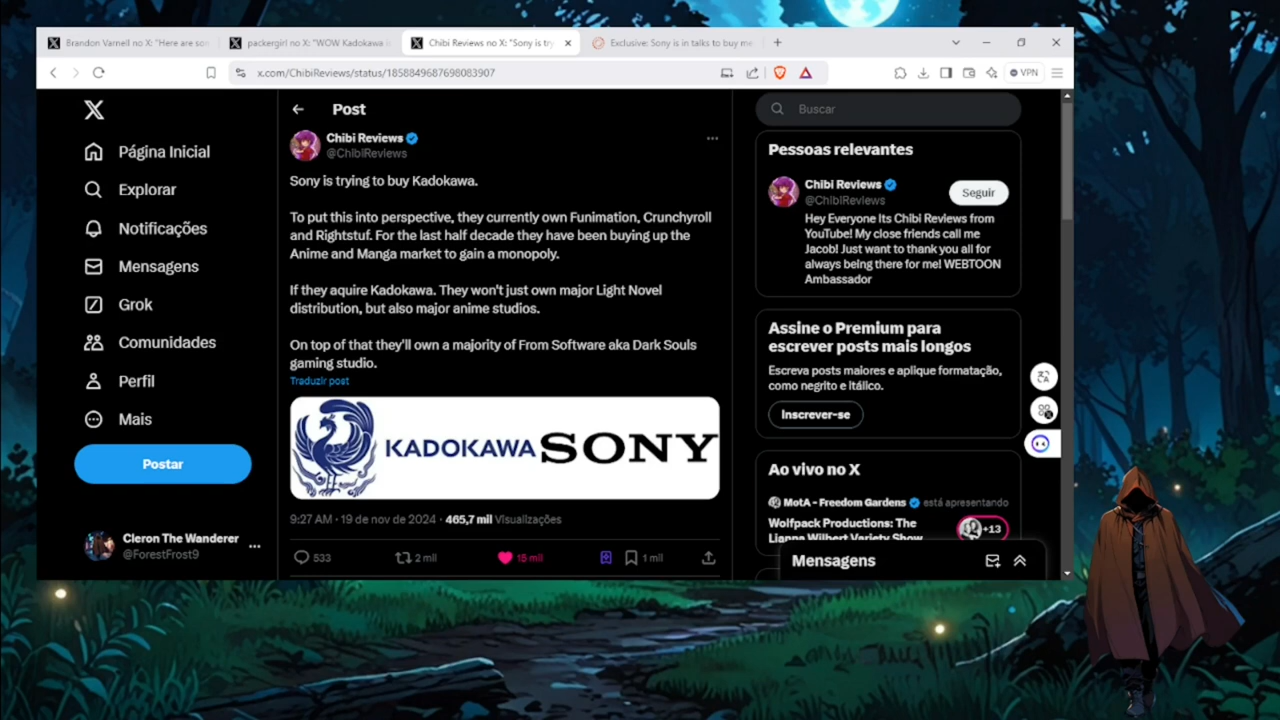 Brandon Varnell no X: "Here are son
packergirl no X: "WOW Kadokawa is
Chibi Reviews no X: "Sony is try
Exclusive: Sony is in talks to buy me
x.com/ChibiReviews/status/1858849687698083907
VPN
Página Inicial
Explorar
Notificações
Mensagens
Grok
Comunidades
Perfil
Mais
Postar
Cleron The Wanderer
@ForestFrost9
Post
Chibi Reviews
@ChibiReviews
Sony is trying to buy Kadokawa.
To put this into perspective, they currently own Funimation, Crunchyroll
and Rightstuf. For the last half decade they have been buying up the
Anime and Manga market to gain a monopoly.
If they aquire Kadokawa. They won't just own major Light Novel
distribution, but also major anime studios.
On top of that they'll own a majority of From Software aka Dark Souls
gaming studio.
Traduzir post
KADOKAWA SONY
9:27 AM · 19 de nov de 2024 · 465,7 mil Visualizações
533 2 mil 15 mil 1 mil
Buscar
Pessoas relevantes
Chibi Reviews
@ChibiReviews
Seguir
Hey Everyone Its Chibi Reviews from
YouTube! My close friends call me
Jacob! Just want to thank you all for
always being there for me! WEBTOON
Ambassador
Assine o Premium para
escrever posts mais longos
Escreva posts maiores e aplique formatação,
como negrito e itálico.
Inscrever-se
Ao vivo no X
MotA - Freedom Gardens está apresentando
Wolfpack Productions: The
Lianne Wilbert Variety Show
+13
Mensagens